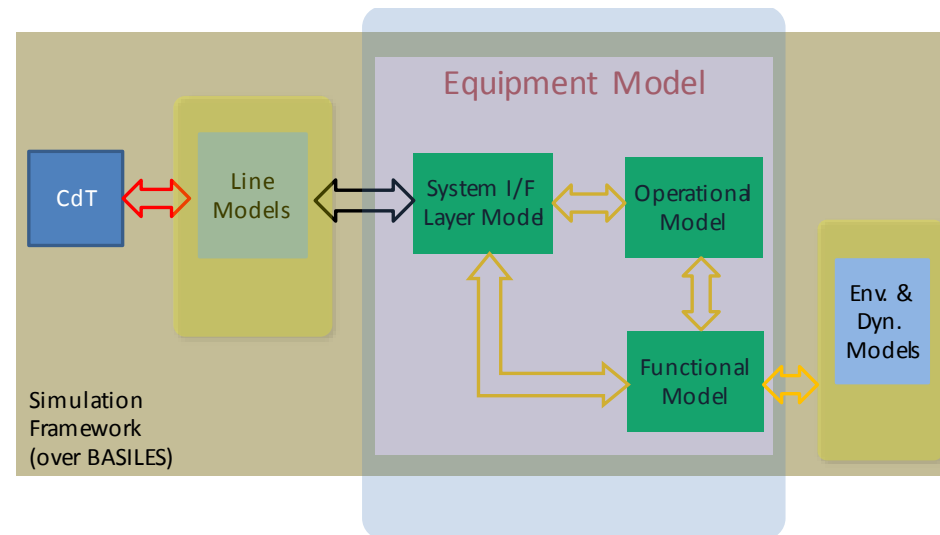 Equipment Model
CdT
Line
Models
System I/F
Layer Model
Operational
Model
Functional
Model
Env. &
Dyn.
Models
Simulation
Framework
(over BASILES)